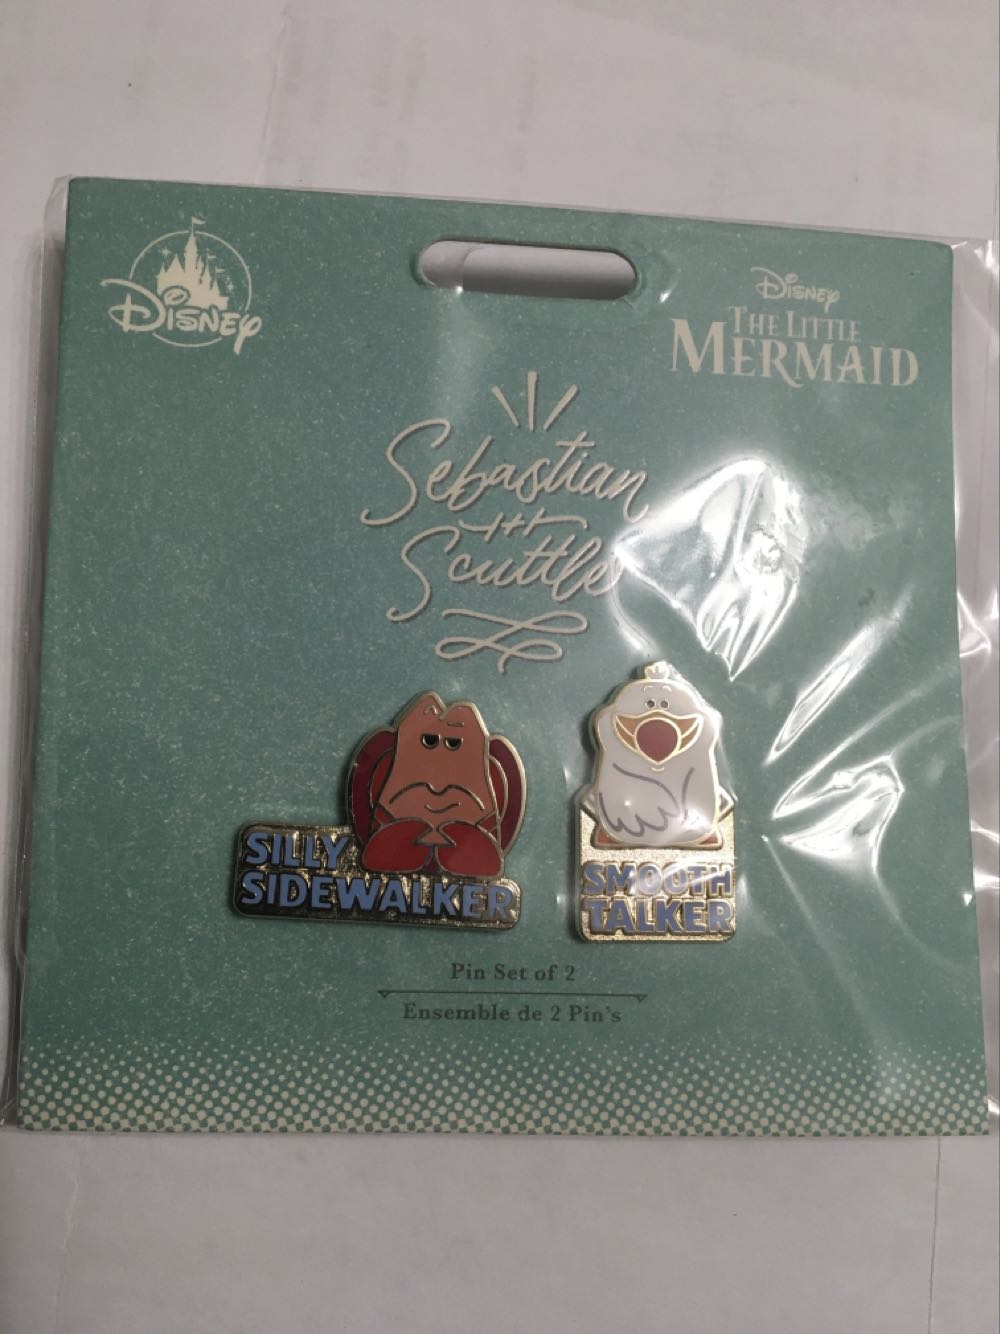 Disney
Disney
The Little
Mermaid
Sebastian
+
Scuttle
SILLY
SIDEWALKER
SMOOTH
TALKER
Pin Set of 2
Ensemble de 2 Pin's